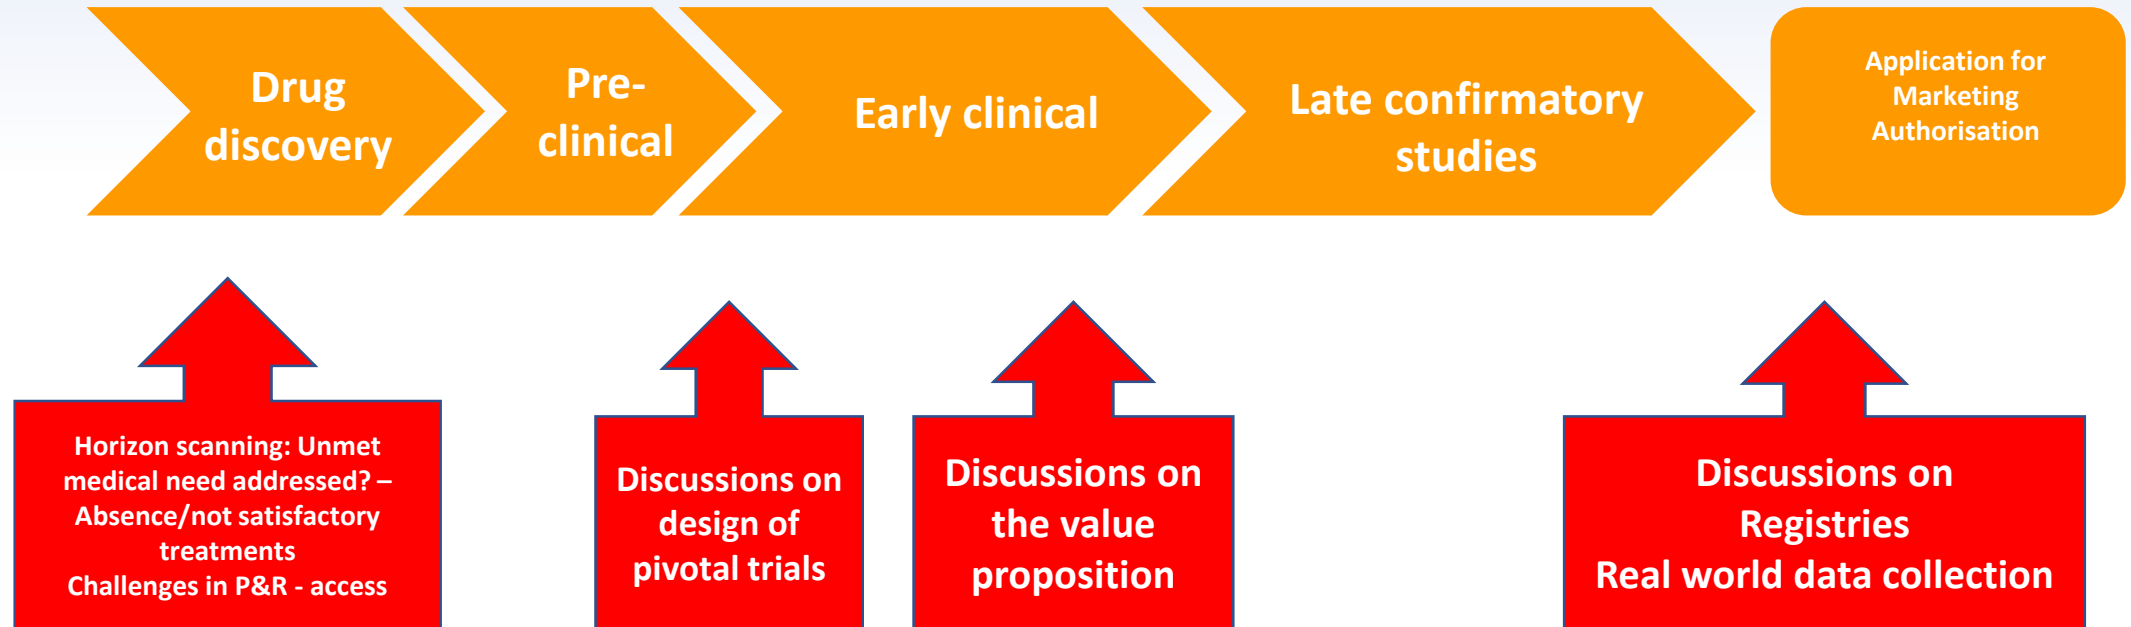 Drug
discovery
Pre-
clinical
Early clinical
Late confirmatory
studies
Application for
Marketing
Authorisation
Horizon scanning: Unmet
medical need addressed? –
Absence/not satisfactory
treatments
Challenges in P&R - access
Discussions on
design of
pivotal trials
Discussions on
the value
proposition
Discussions on
Registries
Real world data collection